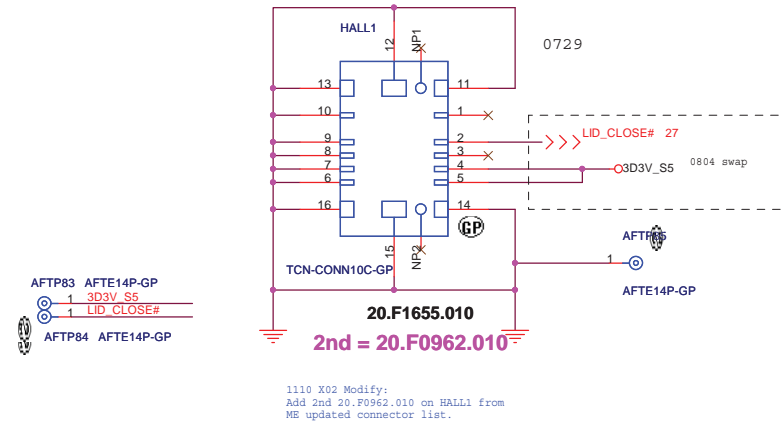 HALL1
0729
12
NP1
13
11
10
1
9
2
LID_CLOSE# 27
8
3
7
4
3D3V_S5
0804 swap
6
5
16
14
GP
15
NP2
TCN-CONN10C-GP
1
AFTE14P-GP
AFTP83 AFTE14P-GP
1 3D3V_S5
1 LID_CLOSE#
AFTP84 AFTE14P-GP
20.F1655.010
2nd = 20.F0962.010
1110 X02 Modify:
Add 2nd 20.F0962.010 on HALL1 from
ME updated connector list.